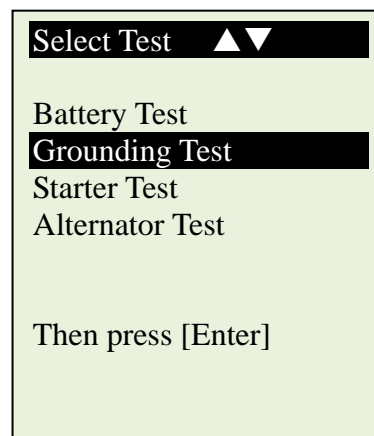 Select Test ▲▼
Battery Test
Grounding Test
Starter Test
Alternator Test
Then press [Enter]